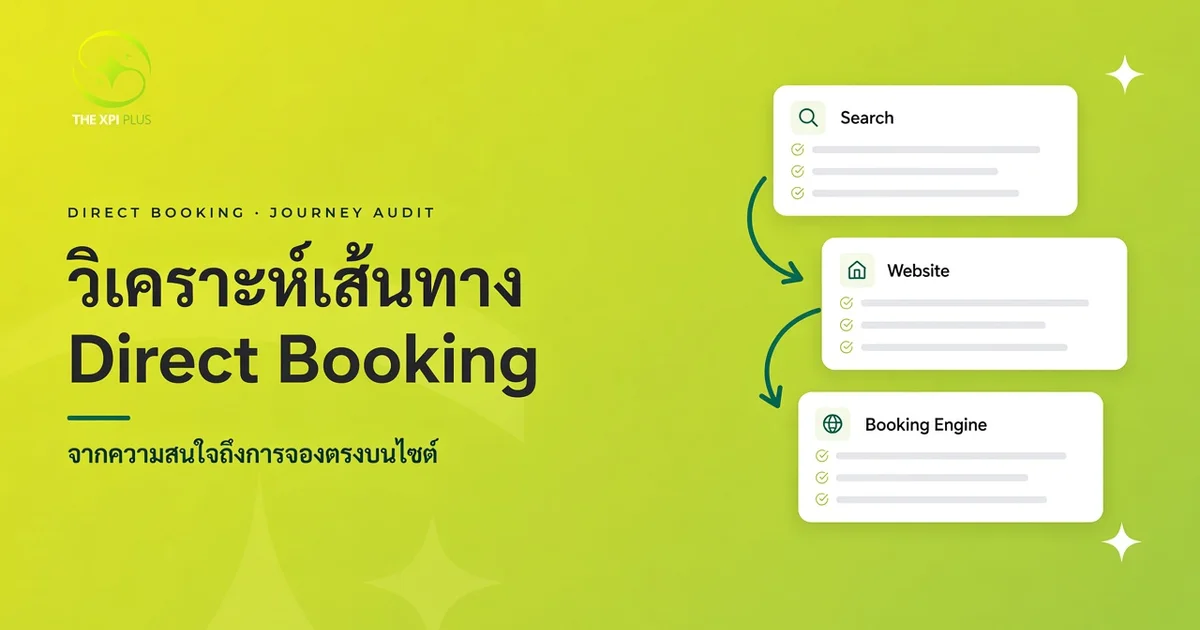 THE XPI PLUS
DIRECT BOOKING · JOURNEY AUDIT
วิเคราะห์เส้นทาง
Direct Booking
จากความสนใจถึงการจองตรงบนไซต์
Search
Website
Booking Engine